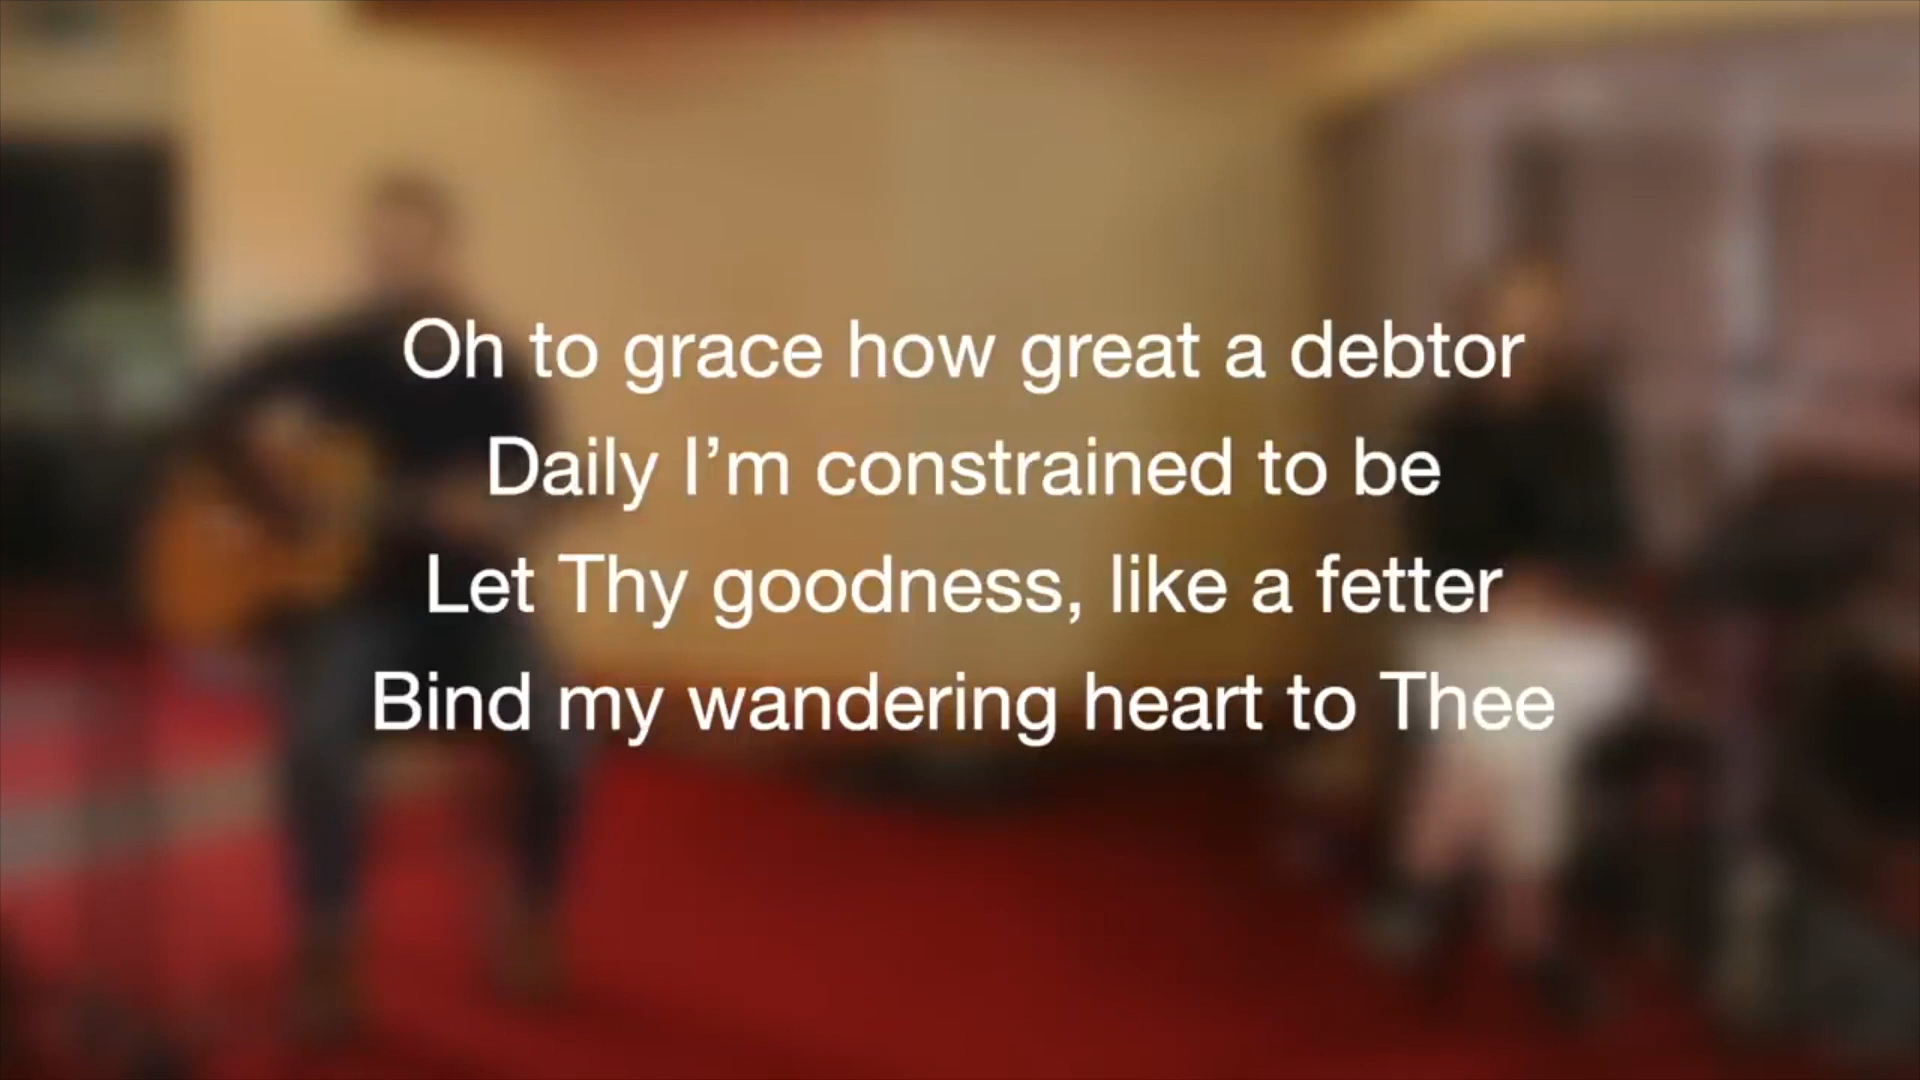 Oh to grace how great a debtor
Daily I’m constrained to be
Let Thy goodness, like a fetter
Bind my wandering heart to Thee